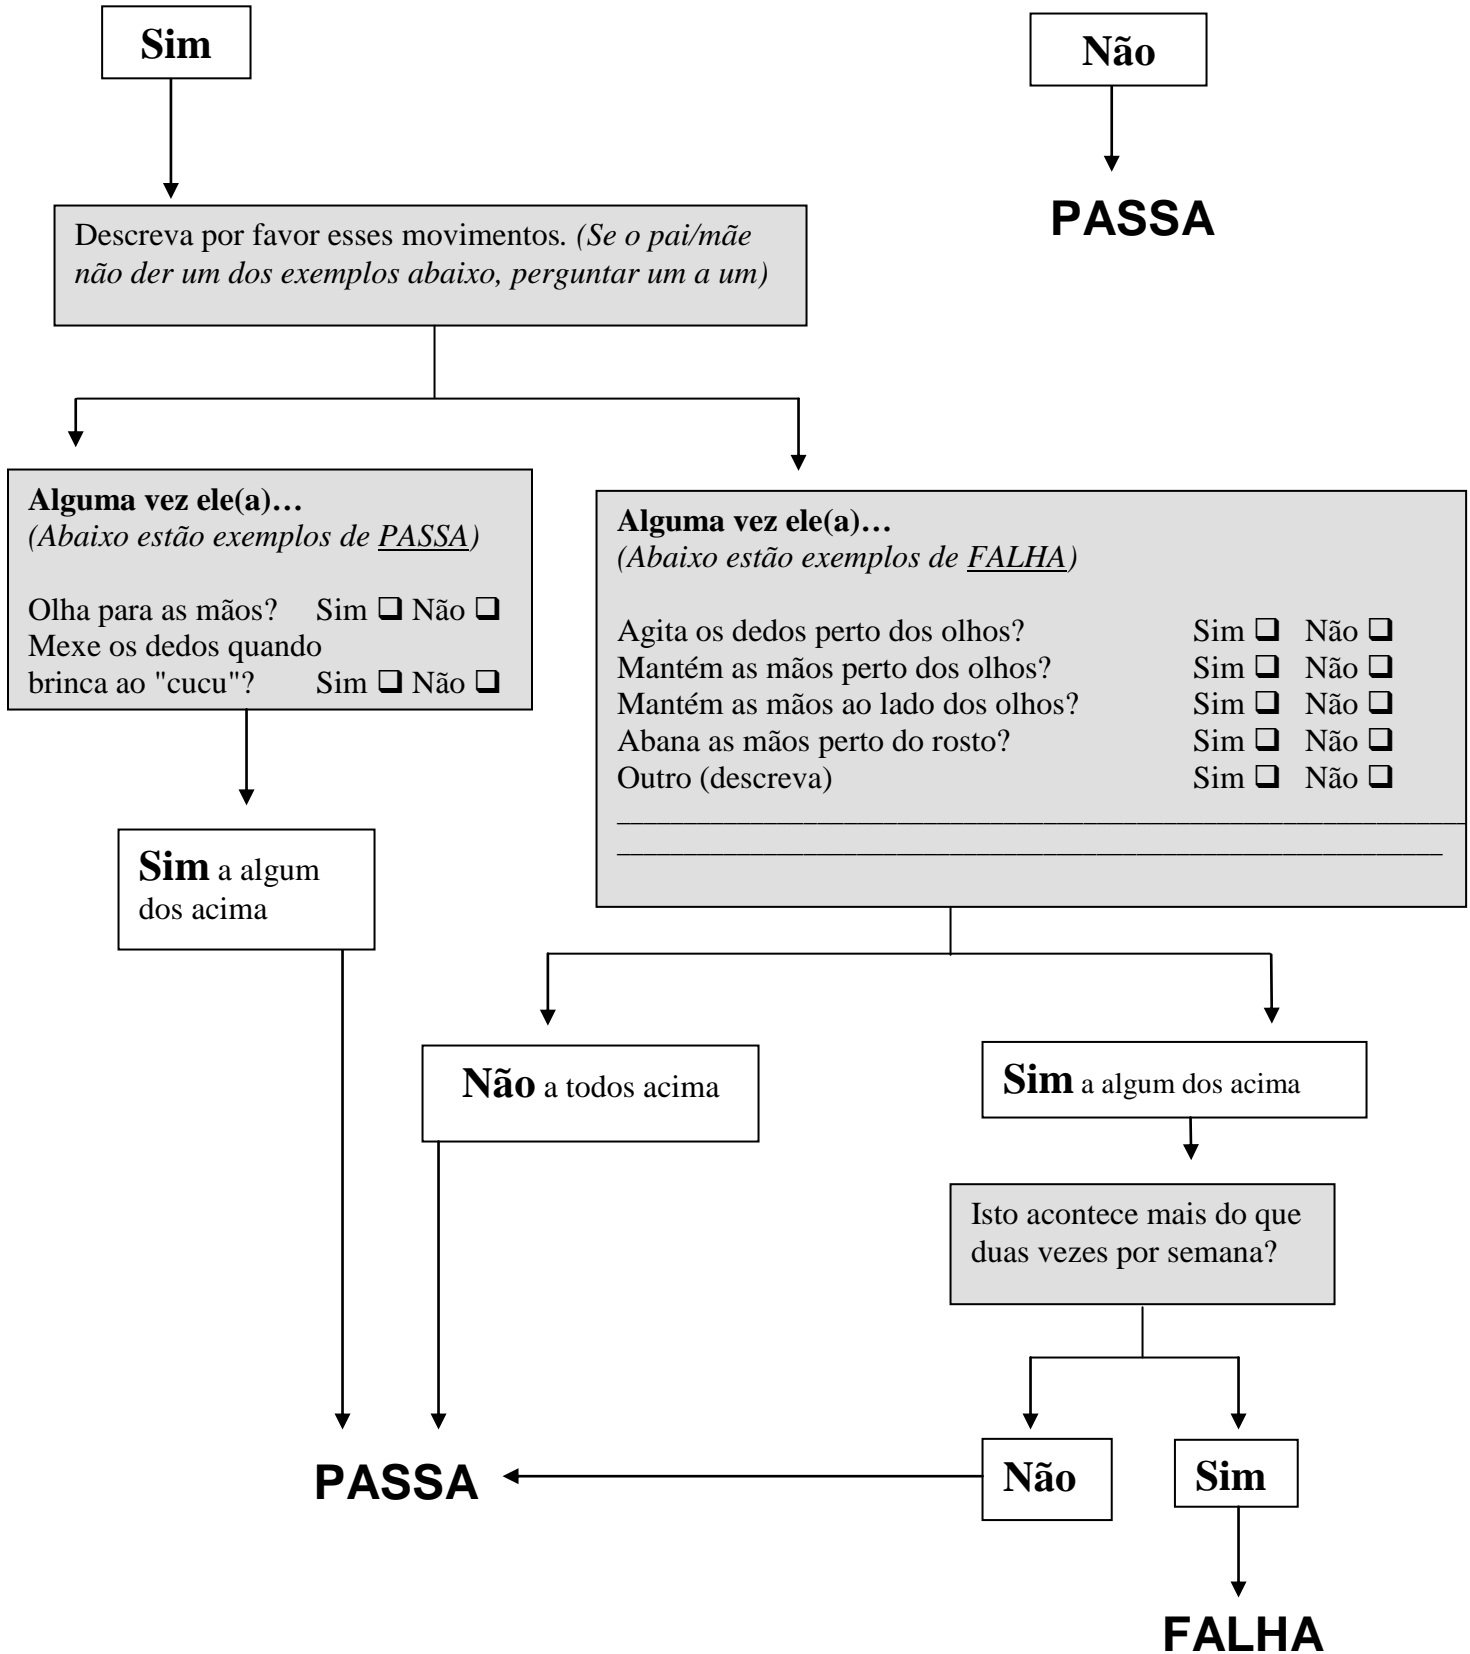 Sim
Não
PASSA
Descreva por favor esses movimentos. (Se o pai/mãe
não der um dos exemplos abaixo, perguntar um a um)
Alguma vez ele(a)…
(Abaixo estão exemplos de PASSA)
Olha para as mãos? Sim ❑ Não ❑
Mexe os dedos quando
brinca ao "cucu"? Sim ❑ Não ❑
Alguma vez ele(a)…
(Abaixo estão exemplos de FALHA)
Agita os dedos perto dos olhos? Sim ❑ Não ❑
Mantém as mãos perto dos olhos? Sim ❑ Não ❑
Mantém as mãos ao lado dos olhos? Sim ❑ Não ❑
Abana as mãos perto do rosto? Sim ❑ Não ❑
Outro (descreva) Sim ❑ Não ❑
Sim a algum
dos acima
Não a todos acima
Sim a algum dos acima
Isto acontece mais do que
duas vezes por semana?
PASSA
Não
Sim
FALHA